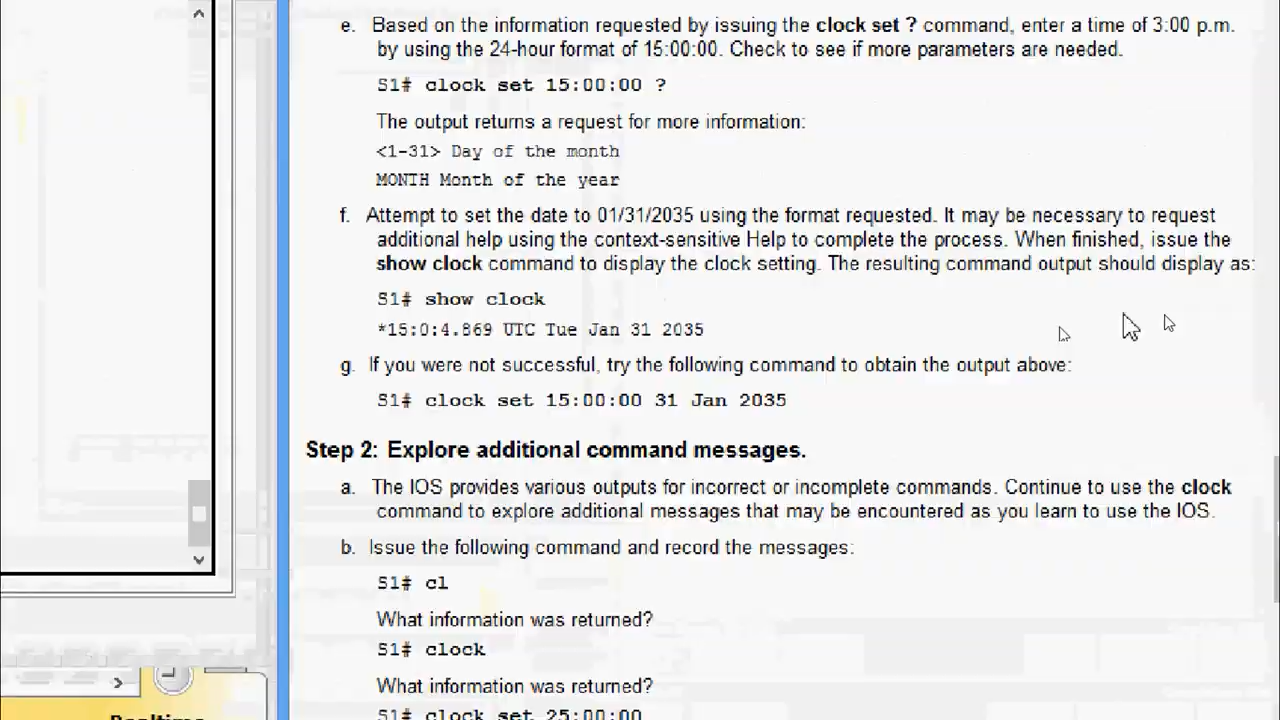 e. Based on the information requested by issuing the clock set ? command, enter a time of 3:00 p.m.
by using the 24-hour format of 15:00:00. Check to see if more parameters are needed.
S1# clock set 15:00:00 ?
The output returns a request for more information:
<1-31> Day of the month
MONTH Month of the year
f. Attempt to set the date to 01/31/2035 using the format requested. It may be necessary to request
additional help using the context-sensitive Help to complete the process. When finished, issue the
show clock command to display the clock setting. The resulting command output should display as:
S1# show clock
*15:0:4.869 UTC Tue Jan 31 2035
g. If you were not successful, try the following command to obtain the output above:
S1# clock set 15:00:00 31 Jan 2035
Step 2: Explore additional command messages.
a. The IOS provides various outputs for incorrect or incomplete commands. Continue to use the clock
command to explore additional messages that may be encountered as you learn to use the IOS.
b. Issue the following command and record the messages:
S1# cl
What information was returned?
S1# clock
What information was returned?
S1# clock set 25:00:00
Realtime